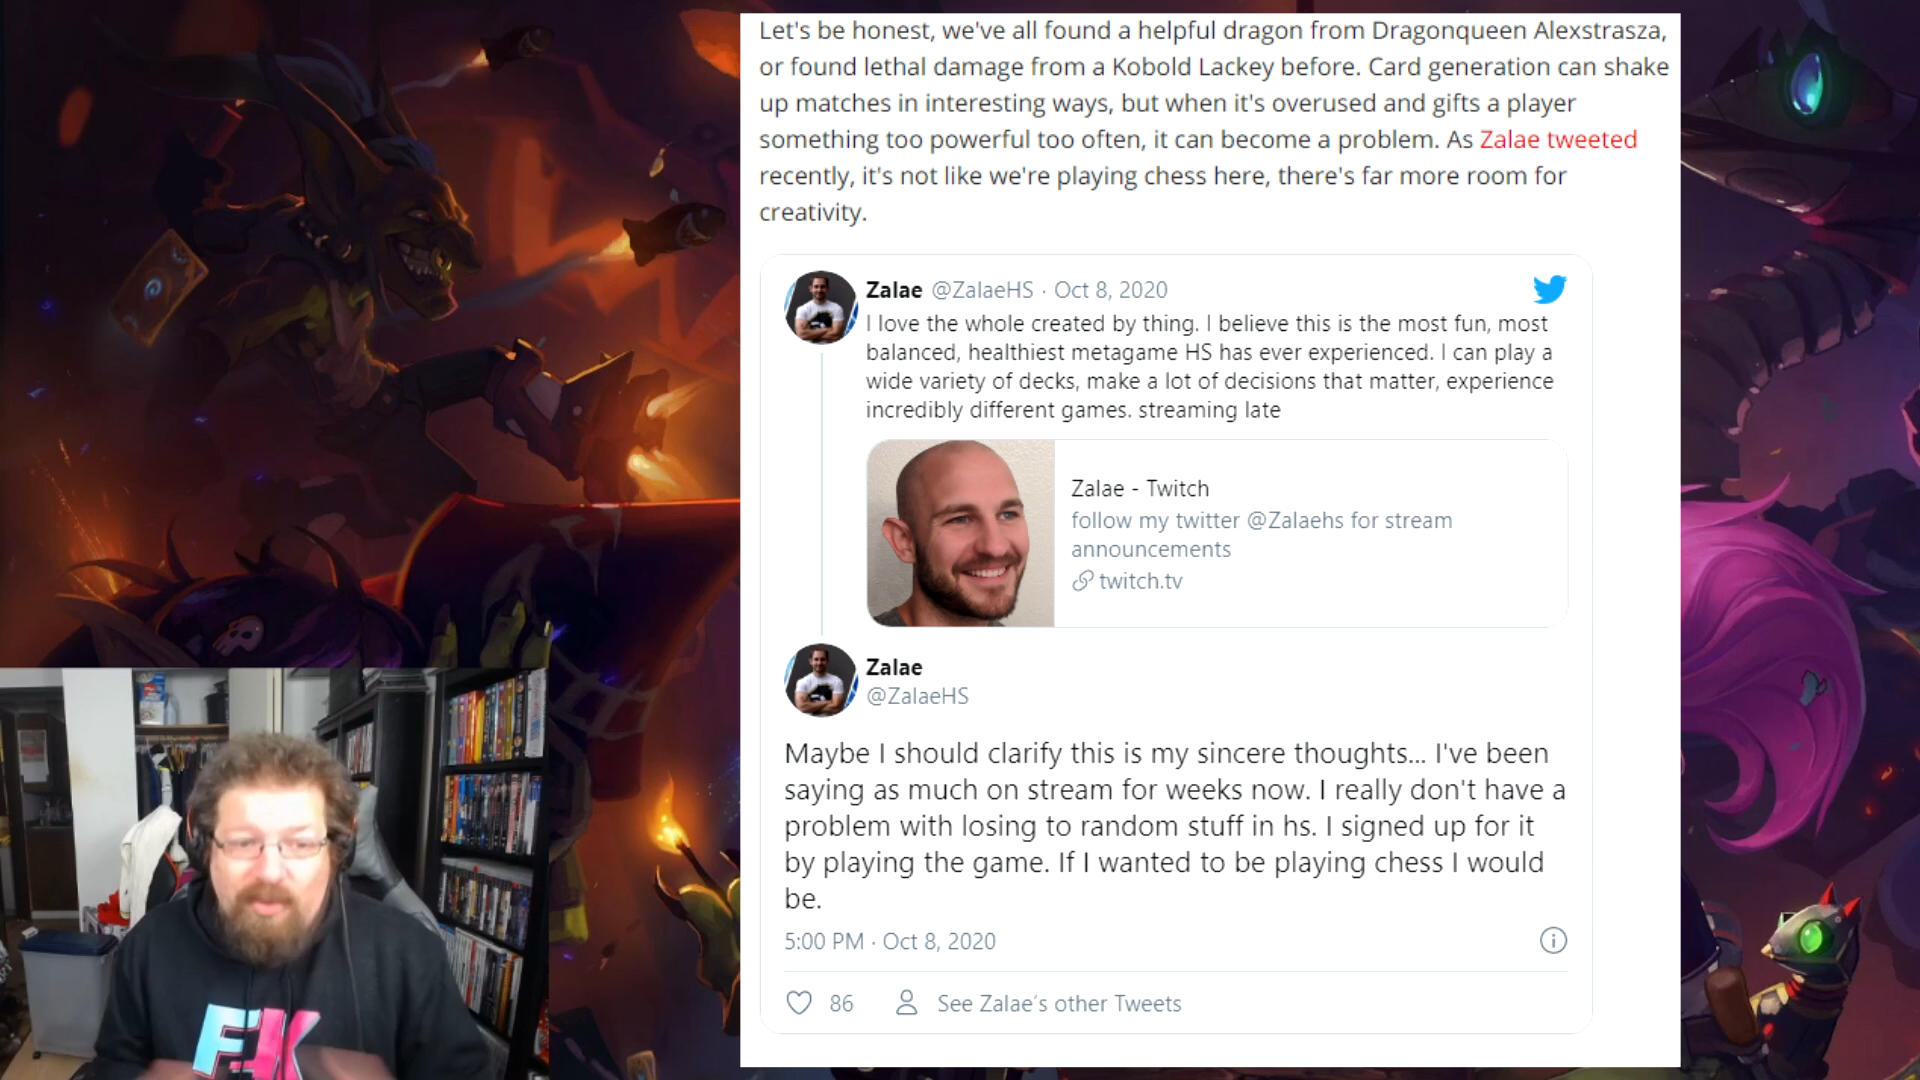 Let's be honest, we've all found a helpful dragon from Dragonqueen Alexstrasza,
or found lethal damage from a Kobold Lackey before. Card generation can shake
up matches in interesting ways, but when it's overused and gifts a player
something too powerful too often, it can become a problem. As Zalae tweeted
recently, it's not like we're playing chess here, there's far more room for
creativity.
Zalae @ZalaeHS · Oct 8, 2020
I love the whole created by thing. I believe this is the most fun, most
balanced, healthiest metagame HS has ever experienced. I can play a
wide variety of decks, make a lot of decisions that matter, experience
incredibly different games. streaming late
Zalae - Twitch
follow my twitter @Zalaehs for stream
announcements
twitch.tv
Zalae
@ZalaeHS
Maybe I should clarify this is my sincere thoughts... I've been
saying as much on stream for weeks now. I really don't have a
problem with losing to random stuff in hs. I signed up for it
by playing the game. If I wanted to be playing chess I would
be.
5:00 PM · Oct 8, 2020
86
See Zalae's other Tweets